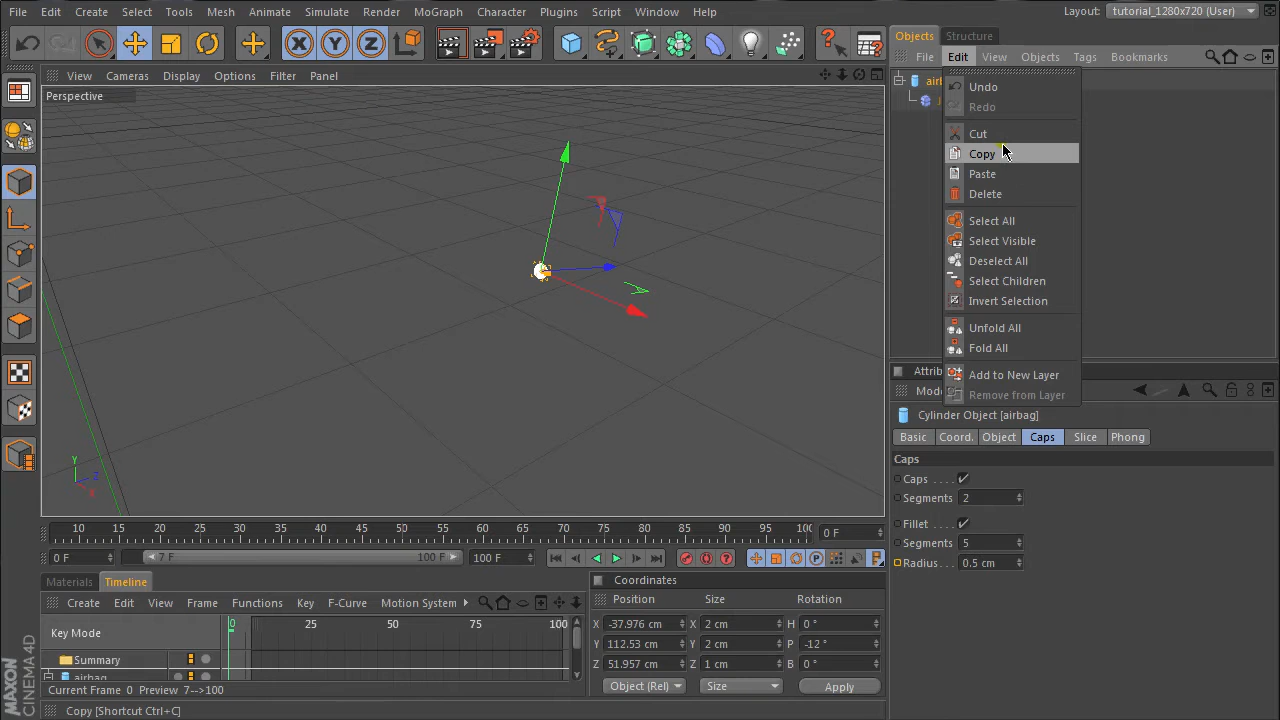 File Edit Create Select Tools Mesh Animate Simulate Render MoGraph Character Plugins Script Window Help Layout: tutorial_1280x720 (User)
Objects Structure
File Edit View Objects Tags Bookmarks
View Cameras Display Options Filter Panel
Perspective
Undo
Redo
Cut
Copy
Paste
Delete
Select All
Select Visible
Deselect All
Select Children
Invert Selection
Unfold All
Fold All
Add to New Layer
Remove from Layer
Cylinder Object [airbag]
Basic Coord. Object Caps Slice Phong
Caps
Caps
Segments 2
Fillet
Segments 5
Radius 0.5 cm
X Y Z
Y
Z
X
10 15 20 25 30 35 40 45 50 55 60 65 70 75 80 85 90 95 100 0 F
0 F 7 F 100 F 100 F
Materials Timeline
Create Edit View Frame Functions Key F-Curve Motion System
0 25 50 75 100
Key Mode
Summary
airbag
Current Frame 0 Preview 7-->100
Copy [Shortcut Ctrl+C]
Coordinates
Position Size Rotation
X -37.976 cm X 2 cm H 0 °
Y 112.53 cm Y 2 cm P -12 °
Z 51.957 cm Z 1 cm B 0 °
Object (Rel) Size Apply
MAXON
CINEMA 4D